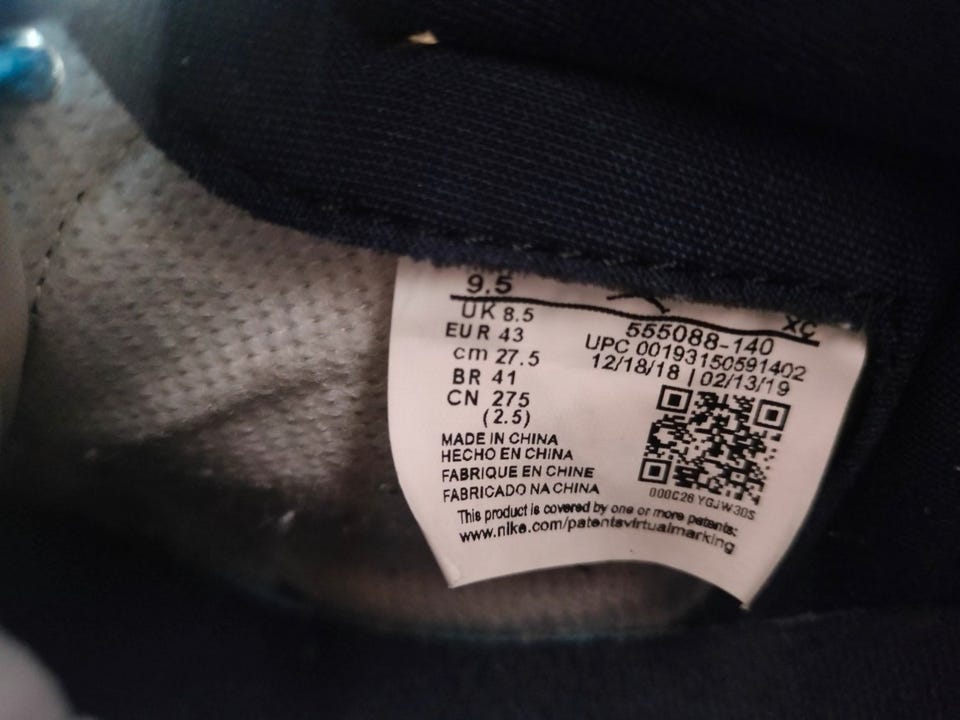 9.5
UK 8.5
EUR 43
cm 27.5
BR 41
CN 275
(2.5)
MADE IN CHINA
HECHO EN CHINA
FABRIQUE EN CHINE
FABRICADO NA CHINA
XC
555088-140
UPC 00193150591402
12/18/18 | 02/13/19
This product is covered by one or more patents:
www.nike.com/patentsvirtualmarking